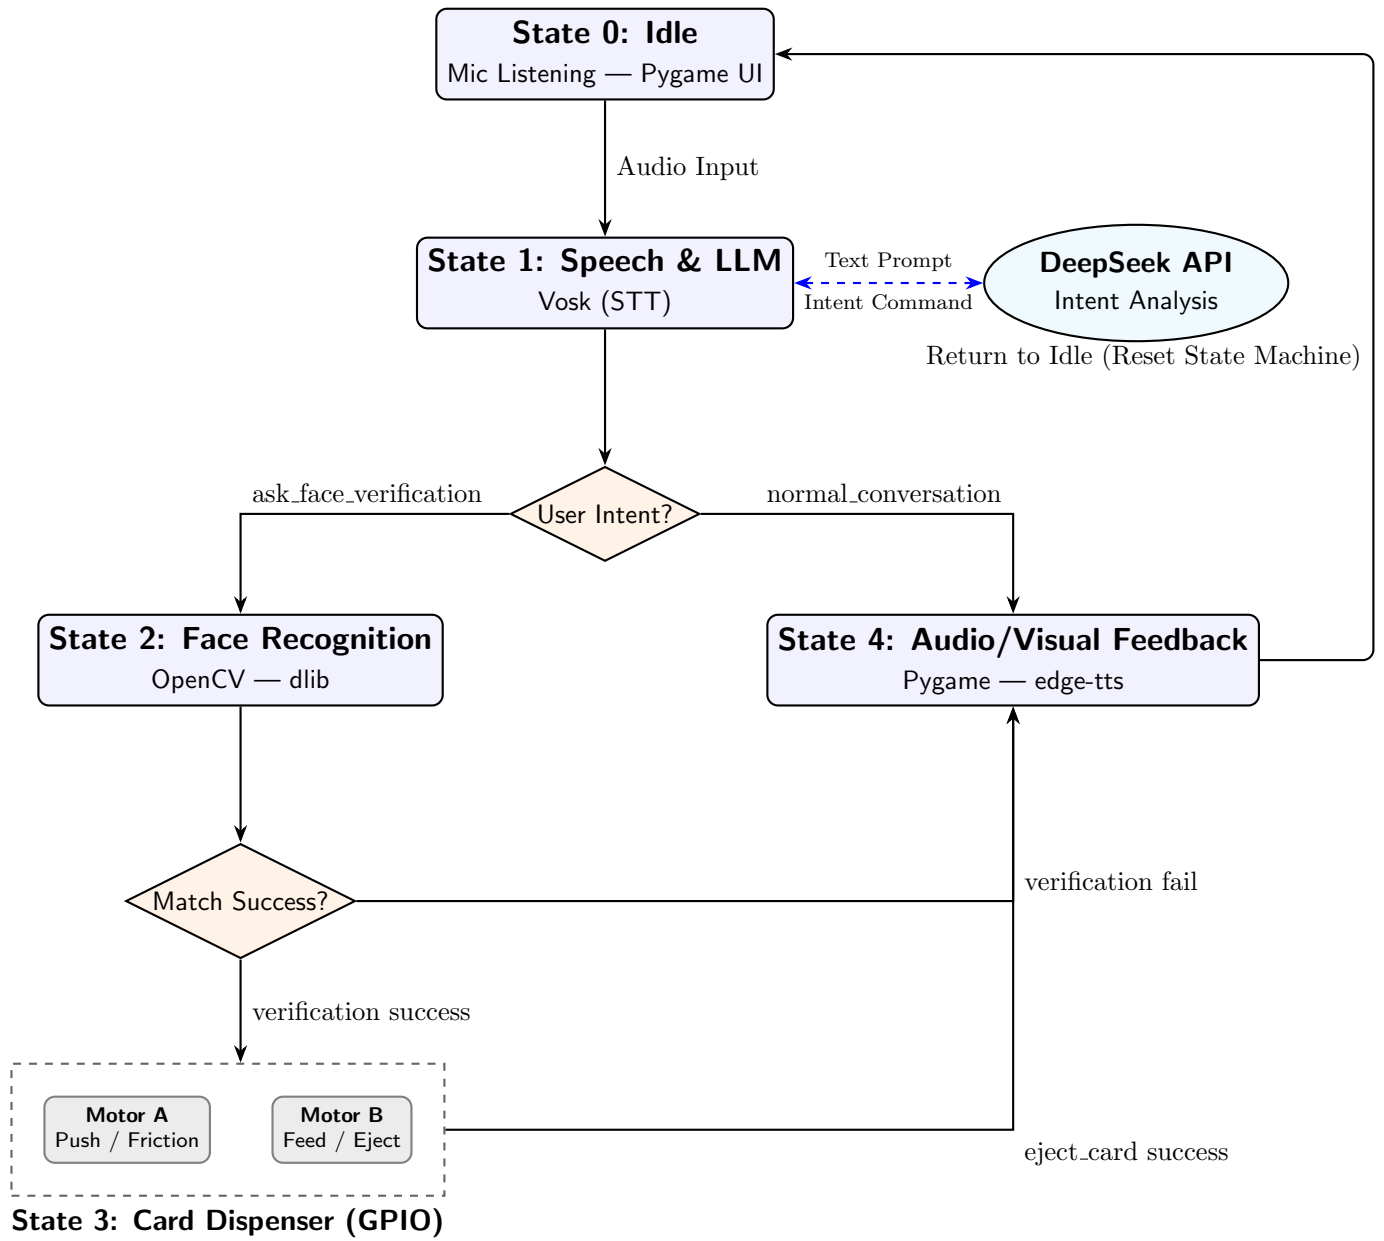 State 0: Idle
Mic Listening — Pygame UI
Audio Input
State 1: Speech & LLM
Vosk (STT)
Text Prompt
Intent Command
DeepSeek API
Intent Analysis
Return to Idle (Reset State Machine)
ask_face_verification
User Intent?
normal_conversation
State 2: Face Recognition
OpenCV — dlib
State 4: Audio/Visual Feedback
Pygame — edge-tts
Match Success?
verification fail
verification success
Motor A
Push / Friction
Motor B
Feed / Eject
eject_card success
State 3: Card Dispenser (GPIO)